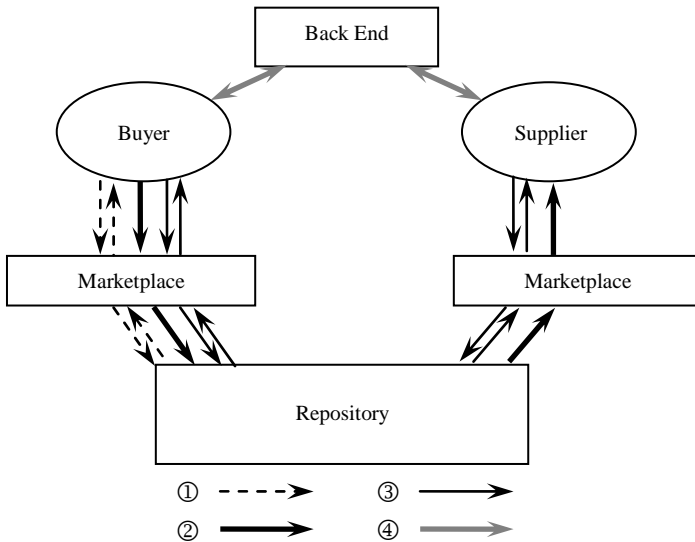 Back End
Buyer
Supplier
Marketplace
Marketplace
Repository
①
③
②
④